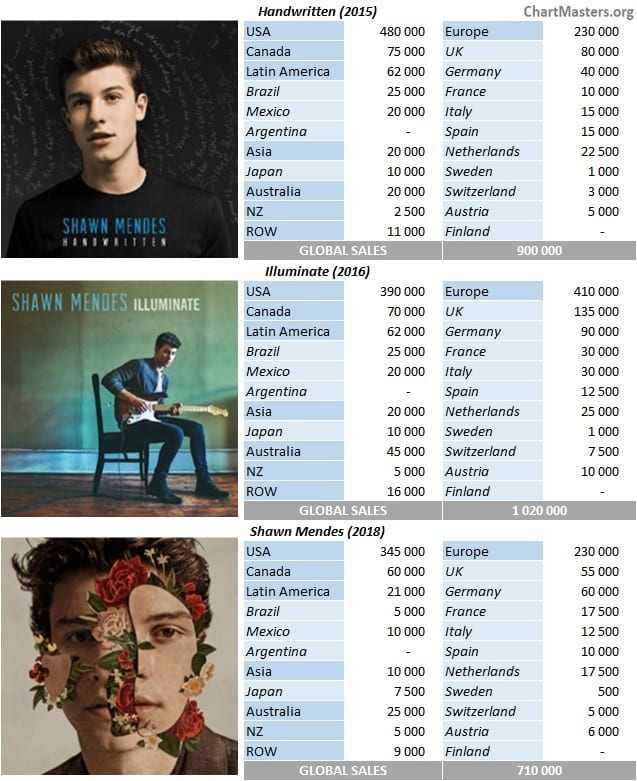 Handwritten (2015) ChartMasters.org
SHAWN MENDES
HANDWRITTEN
USA 480 000 Europe 230 000
Canada 75 000 UK 80 000
Latin America 62 000 Germany 40 000
Brazil 25 000 France 10 000
Mexico 20 000 Italy 15 000
Argentina - Spain 15 000
Asia 20 000 Netherlands 22 500
Japan 10 000 Sweden 1 000
Australia 20 000 Switzerland 3 000
NZ 2 500 Austria 5 000
ROW 11 000 Finland -
GLOBAL SALES 900 000
Illuminate (2016)
SHAWN MENDES ILLUMINATE
USA 390 000 Europe 410 000
Canada 70 000 UK 135 000
Latin America 62 000 Germany 90 000
Brazil 25 000 France 30 000
Mexico 20 000 Italy 30 000
Argentina - Spain 12 500
Asia 20 000 Netherlands 25 000
Japan 10 000 Sweden 1 000
Australia 45 000 Switzerland 7 500
NZ 5 000 Austria 10 000
ROW 16 000 Finland -
GLOBAL SALES 1 020 000
Shawn Mendes (2018)
USA 345 000 Europe 230 000
Canada 60 000 UK 55 000
Latin America 21 000 Germany 60 000
Brazil 5 000 France 17 500
Mexico 10 000 Italy 12 500
Argentina - Spain 10 000
Asia 10 000 Netherlands 17 500
Japan 7 500 Sweden 500
Australia 25 000 Switzerland 5 000
NZ 5 000 Austria 6 000
ROW 9 000 Finland -
GLOBAL SALES 710 000